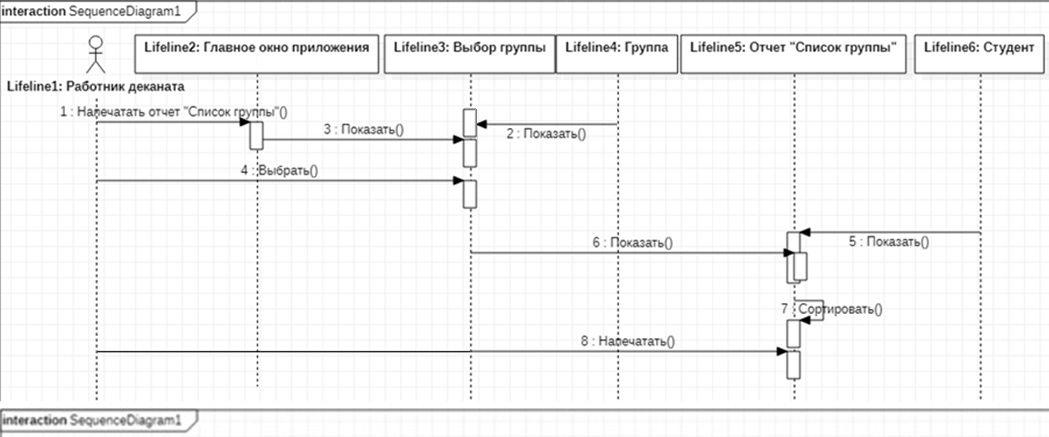 interaction SequenceDiagram1
Lifeline2: Главное окно приложения
Lifeline3: Выбор группы
Lifeline4: Группа
Lifeline5: Отчет "Список группы"
Lifeline6: Студент
Lifeline1: Работник деканата
1 : Напечатать отчет "Список группы"()
3 : Показать()
2 : Показать()
4 : Выбрать()
6 : Показать()
5 : Показать()
7 : Сортировать()
8 : Напечатать()
interaction SequenceDiagram1